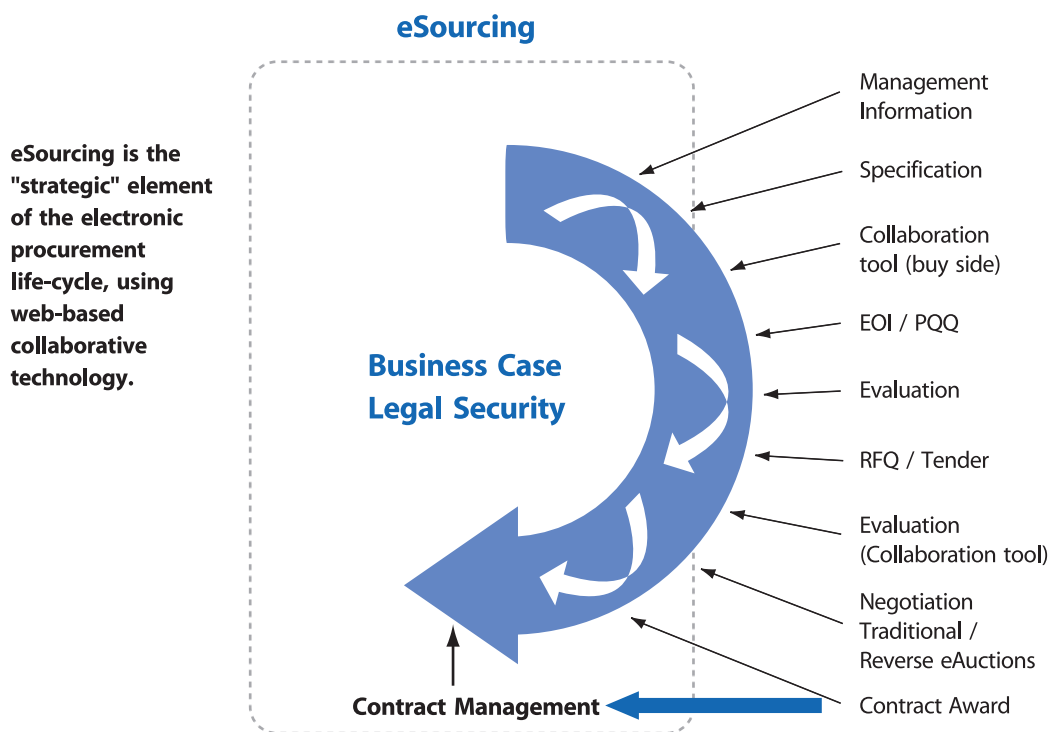 eSourcing
eSourcing is the
"strategic" element
of the electronic
procurement
life-cycle, using
web-based
collaborative
technology.
Business Case
Legal Security
Management
Information
Specification
Collaboration
tool (buy side)
EOI / PQQ
Evaluation
RFQ / Tender
Evaluation
(Collaboration tool)
Negotiation
Traditional /
Reverse eAuctions
Contract Award
Contract Management